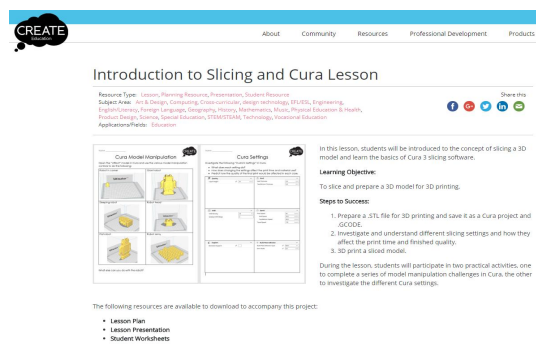 CREATE
Education
About Community Resources Professional Development Products
Introduction to Slicing and Cura Lesson
Resource Type: Lesson, Planning Resource, Presentation, Student Resource
Subject Area: Art & Design, Computing, Cross-curricular, design technology, EFL/ESL, Engineering,
English/Literacy, Foreign Language, Geography, History, Mathematics, Music, Physical Education & Health,
Product Design, Science, Special Education, STEM/STEAM, Technology, Vocational
Education
Applications/Fields: Education
Share this
Cura Model Manipulation
Cura Settings
In this lesson, students will be introduced to the concept of slicing a 3D
model and learn the basics of Cura 3 slicing software.
Learning Objective:
To slice and prepare a 3D model for 3D printing.
Steps to Success:
1. Prepare a .STL file for 3D printing and save it as a Cura project and
.GCODE.
2. Investigate and understand different slicing settings and how they
affect the print time and finished quality.
3. 3D print a sliced model.
During the lesson, students will participate in two practical activities, one
to complete a series of model manipulation challenges in Cura, the other
to investigate the different Cura settings.
The following resources are available to download to accompany this
project:
• Lesson Plan
• Lesson Presentation
• Student Worksheets